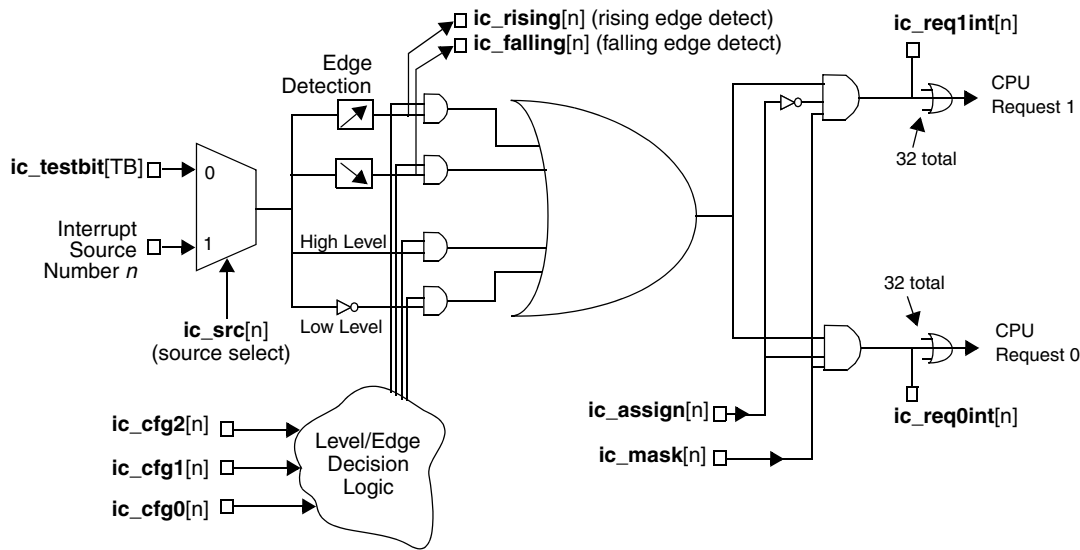 ic_rising[n] (rising edge detect)
ic_falling[n] (falling edge detect)
ic_req1int[n]
Edge
Detection
CPU
Request 1
32 total
ic_testbit[TB]
0
Interrupt
Source
Number n
1
High Level
Low Level
ic_src[n]
(source select)
32 total
CPU
Request 0
ic_req0int[n]
ic_assign[n]
ic_mask[n]
ic_cfg2[n]
ic_cfg1[n]
ic_cfg0[n]
Level/Edge
Decision
Logic